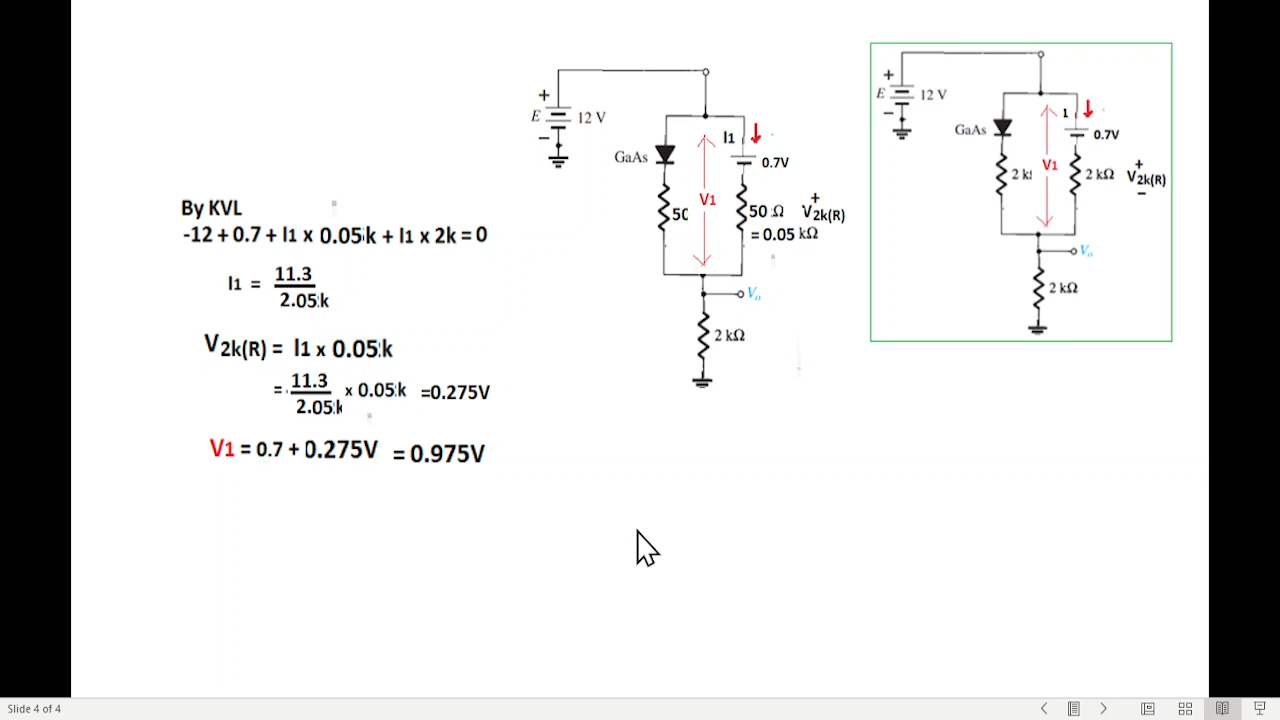 By KVL
-12 + 0.7 + I1 x 0.05k + I1 x 2k = 0
I1 = 11.3
2.05k
V2k(R) = I1 x 0.05k
= 11.3 x 0.05k =0.275V
2.05k
V1 = 0.7 + 0.275V = 0.975V
+
E 12 V
−
GaAs
I1
0.7V
V1
50
50 Ω
= 0.05 kΩ
+
V2k(R)
Vo
2 kΩ
+
E 12 V
−
GaAs
1
0.7V
2 k
V1
2 kΩ
+
V2k(R)
−
Vo
2 kΩ
Slide 4 of 4